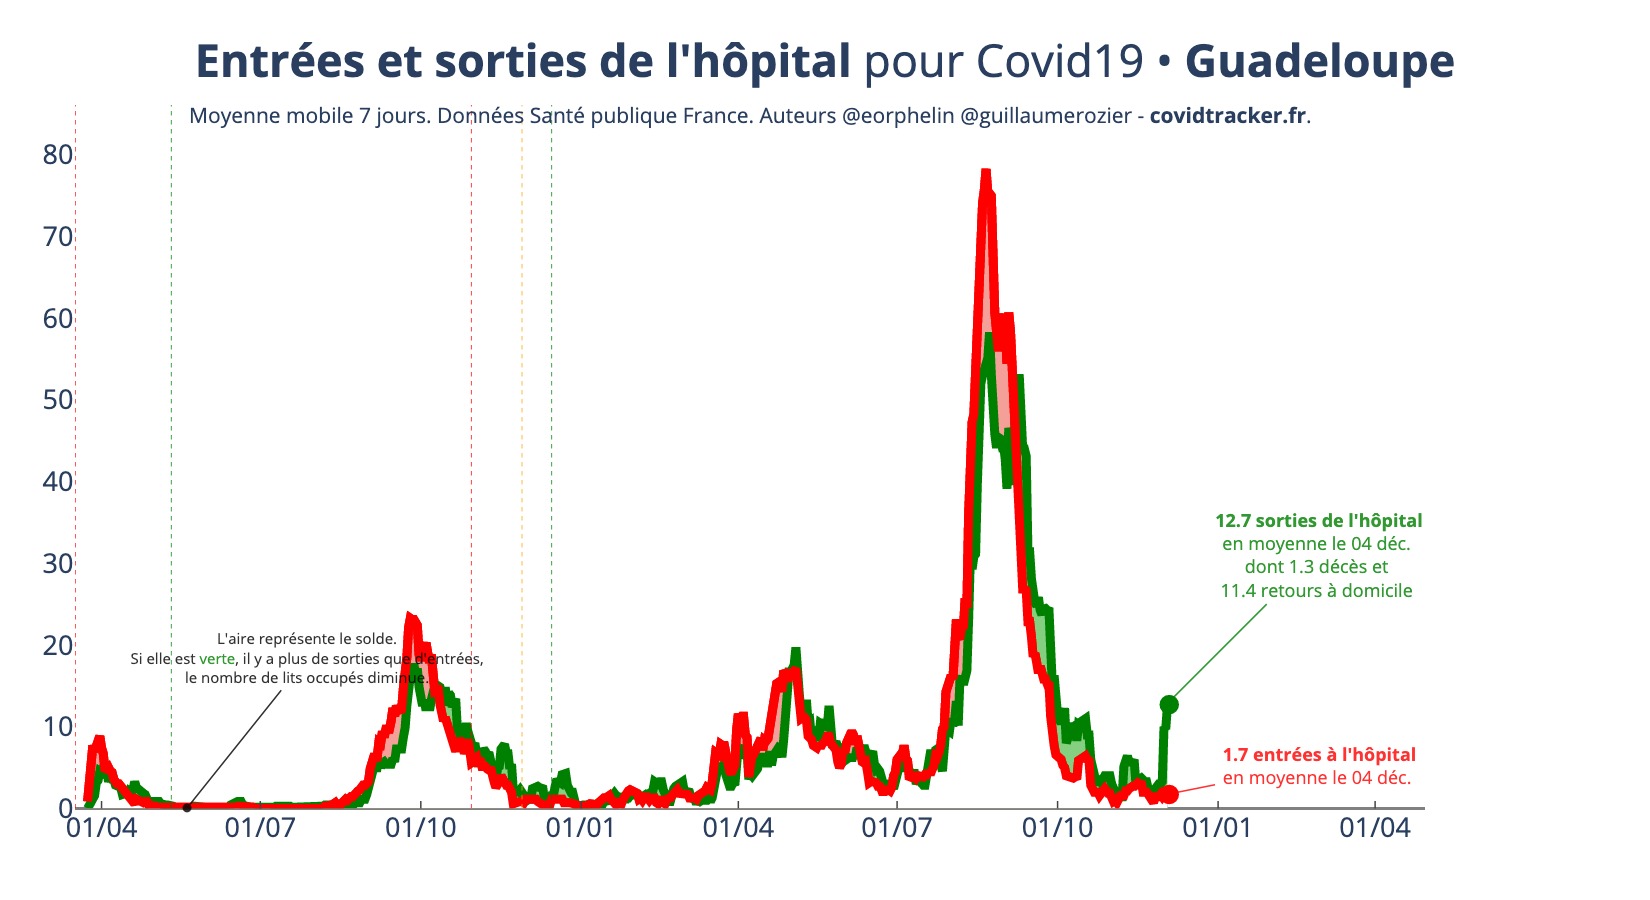 Entrées et sorties de l'hôpital pour Covid19 • Guadeloupe
Moyenne mobile 7 jours. Données Santé publique France. Auteurs @eorphelin @guillaumerozier - covidtracker.fr.
80
70
60
50
40
30
20
10
0
L'aire représente le solde.
Si elle est verte, il y a plus de sorties que d'entrées,
le nombre de lits occupés diminue.
12.7 sorties de l'hôpital
en moyenne le 04 déc.
dont 1.3 décès et
11.4 retours à domicile
1.7 entrées à l'hôpital
en moyenne le 04 déc.
01/04 01/07 01/10 01/01 01/04 01/07 01/10 01/01 01/04